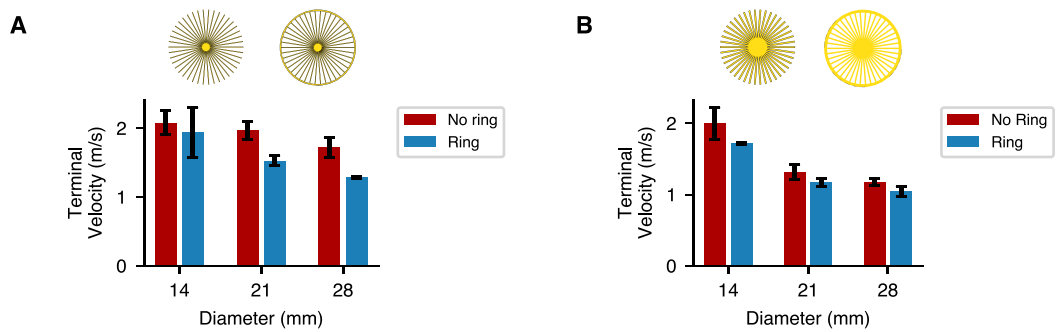 A
Terminal
Velocity (m/s)
2
1
0
14
21
28
Diameter (mm)
No ring
Ring
B
Terminal
Velocity (m/s)
2
1
0
14
21
28
Diameter (mm)
No Ring
Ring